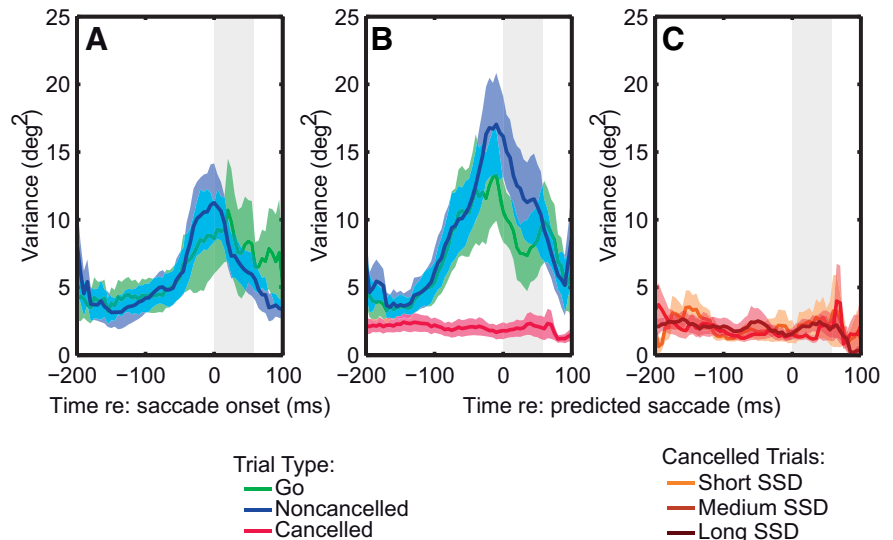 A
B
C
25
20
15
10
5
0
Variance (deg2)
−200
−100
0
100
25
20
15
10
5
0
Variance (deg2)
−200
−100
0
100
25
20
15
10
5
0
Variance (deg2)
−200
−100
0
100
Time re: saccade onset (ms)
Time re: predicted saccade (ms)
Trial Type:
Go
Noncancelled
Cancelled
Cancelled Trials:
Short SSD
Medium SSD
Long SSD